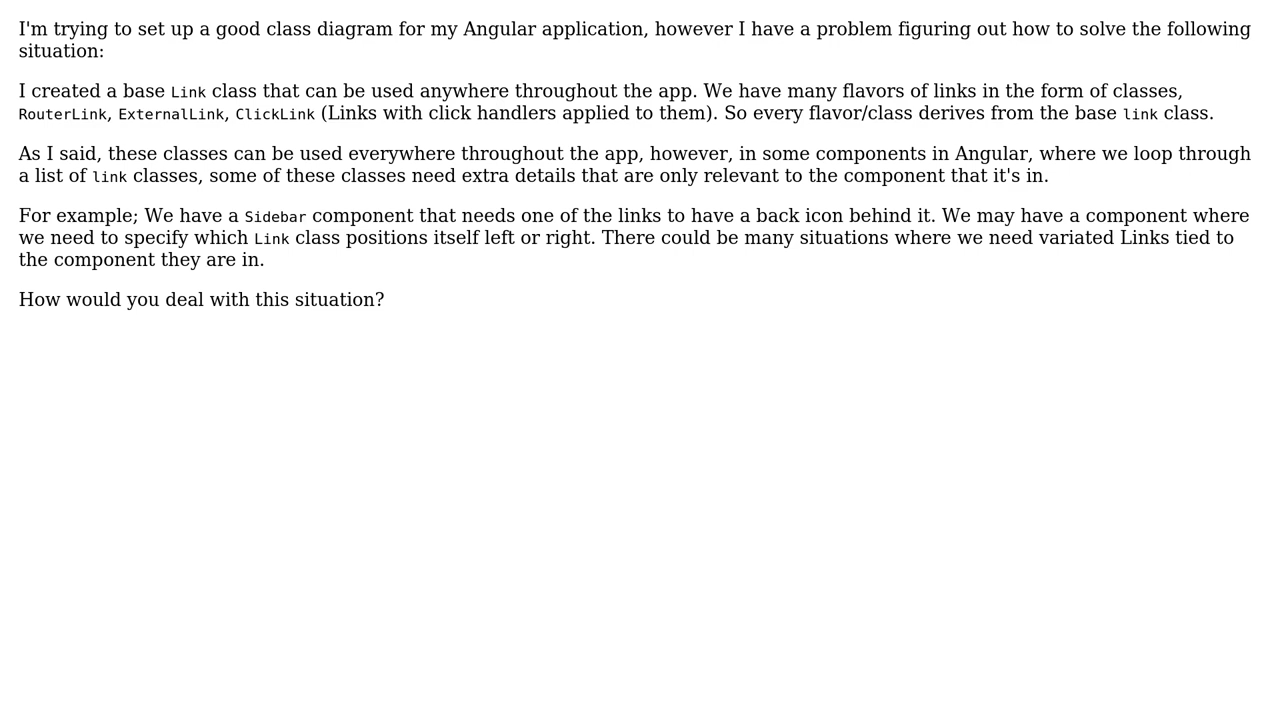 I'm trying to set up a good class diagram for my Angular application, however I have a problem figuring out how to solve the following
situation:
I created a base Link class that can be used anywhere throughout the app. We have many flavors of links in the form of classes,
RouterLink, ExternalLink, ClickLink (Links with click handlers applied to them). So every flavor/class derives from the base link class.
As I said, these classes can be used everywhere throughout the app, however, in some components in Angular, where we loop through
a list of link classes, some of these classes need extra details that are only relevant to the component that it's in.
For example; We have a Sidebar component that needs one of the links to have a back icon behind it. We may have a component where
we need to specify which Link class positions itself left or right. There could be many situations where we need variated Links tied to
the component they are in.
How would you deal with this situation?